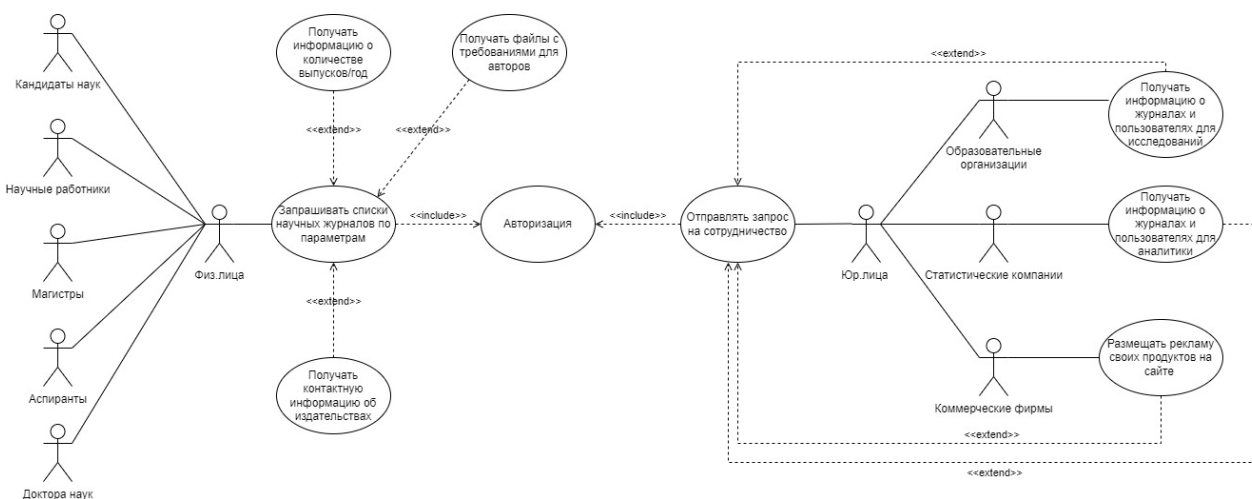 Получать
информацию о
количестве
выпусков/год
Получать файлы с
требованиями для
авторов
<<extend>>
Кандидаты наук
Получать
информацию о
журналах и
пользователях для
исследований
<<extend>>
<<extend>>
Образовательные
организации
Научные работники
Запрашивать списки
научных журналов по
параметрам
<<include>>
Авторизация
<<include>>
Отправлять запрос
на сотрудничество
Получать
информацию о
журналах и
пользователях для
аналитики
Физ.лица
Юр.лица
Статистические компании
Магистры
<<extend>>
Размещать рекламу
своих продуктов на
сайте
Получать
контактную
информацию об
издательствах
Аспиранты
Коммерческие фирмы
<<extend>>
<<extend>>
Доктора наук